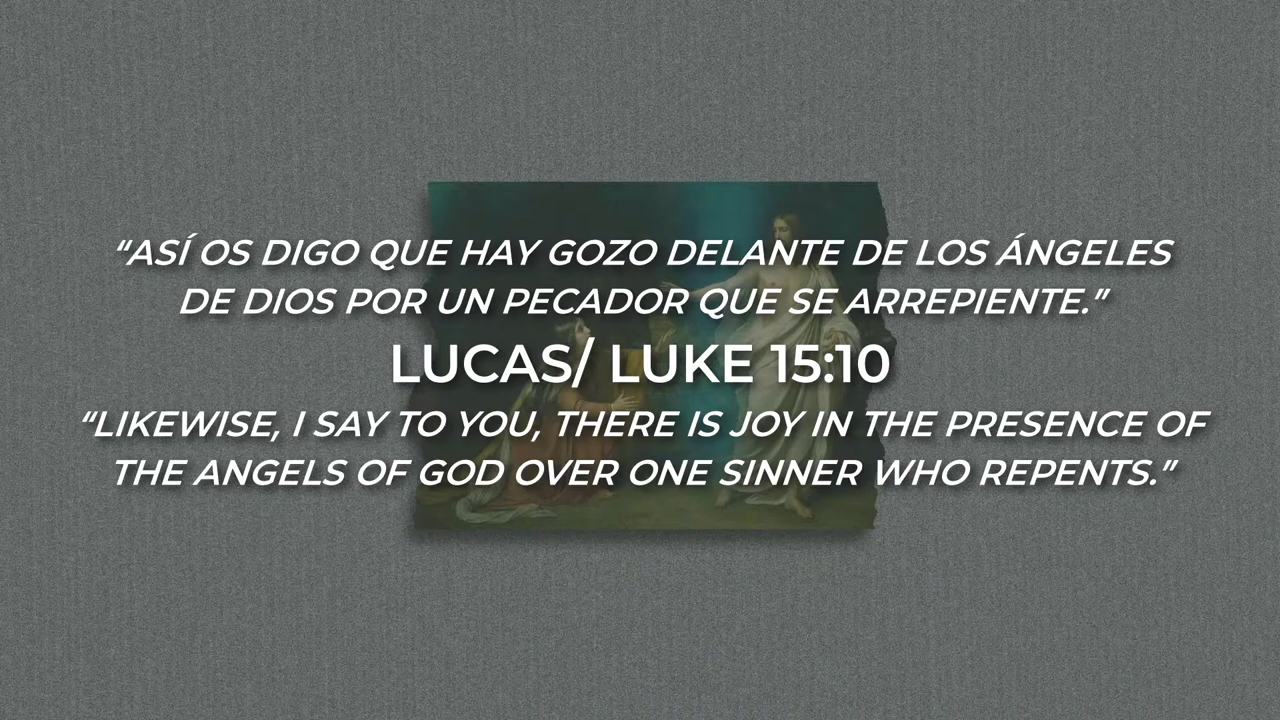 “ASÍ OS DIGO QUE HAY GOZO DELANTE DE LOS ÁNGELES
DE DIOS POR UN PECADOR QUE SE ARREPIENTE.”
LUCAS/ LUKE 15:10
“LIKEWISE, I SAY TO YOU, THERE IS JOY IN THE PRESENCE OF
THE ANGELS OF GOD OVER ONE SINNER WHO REPENTS.”